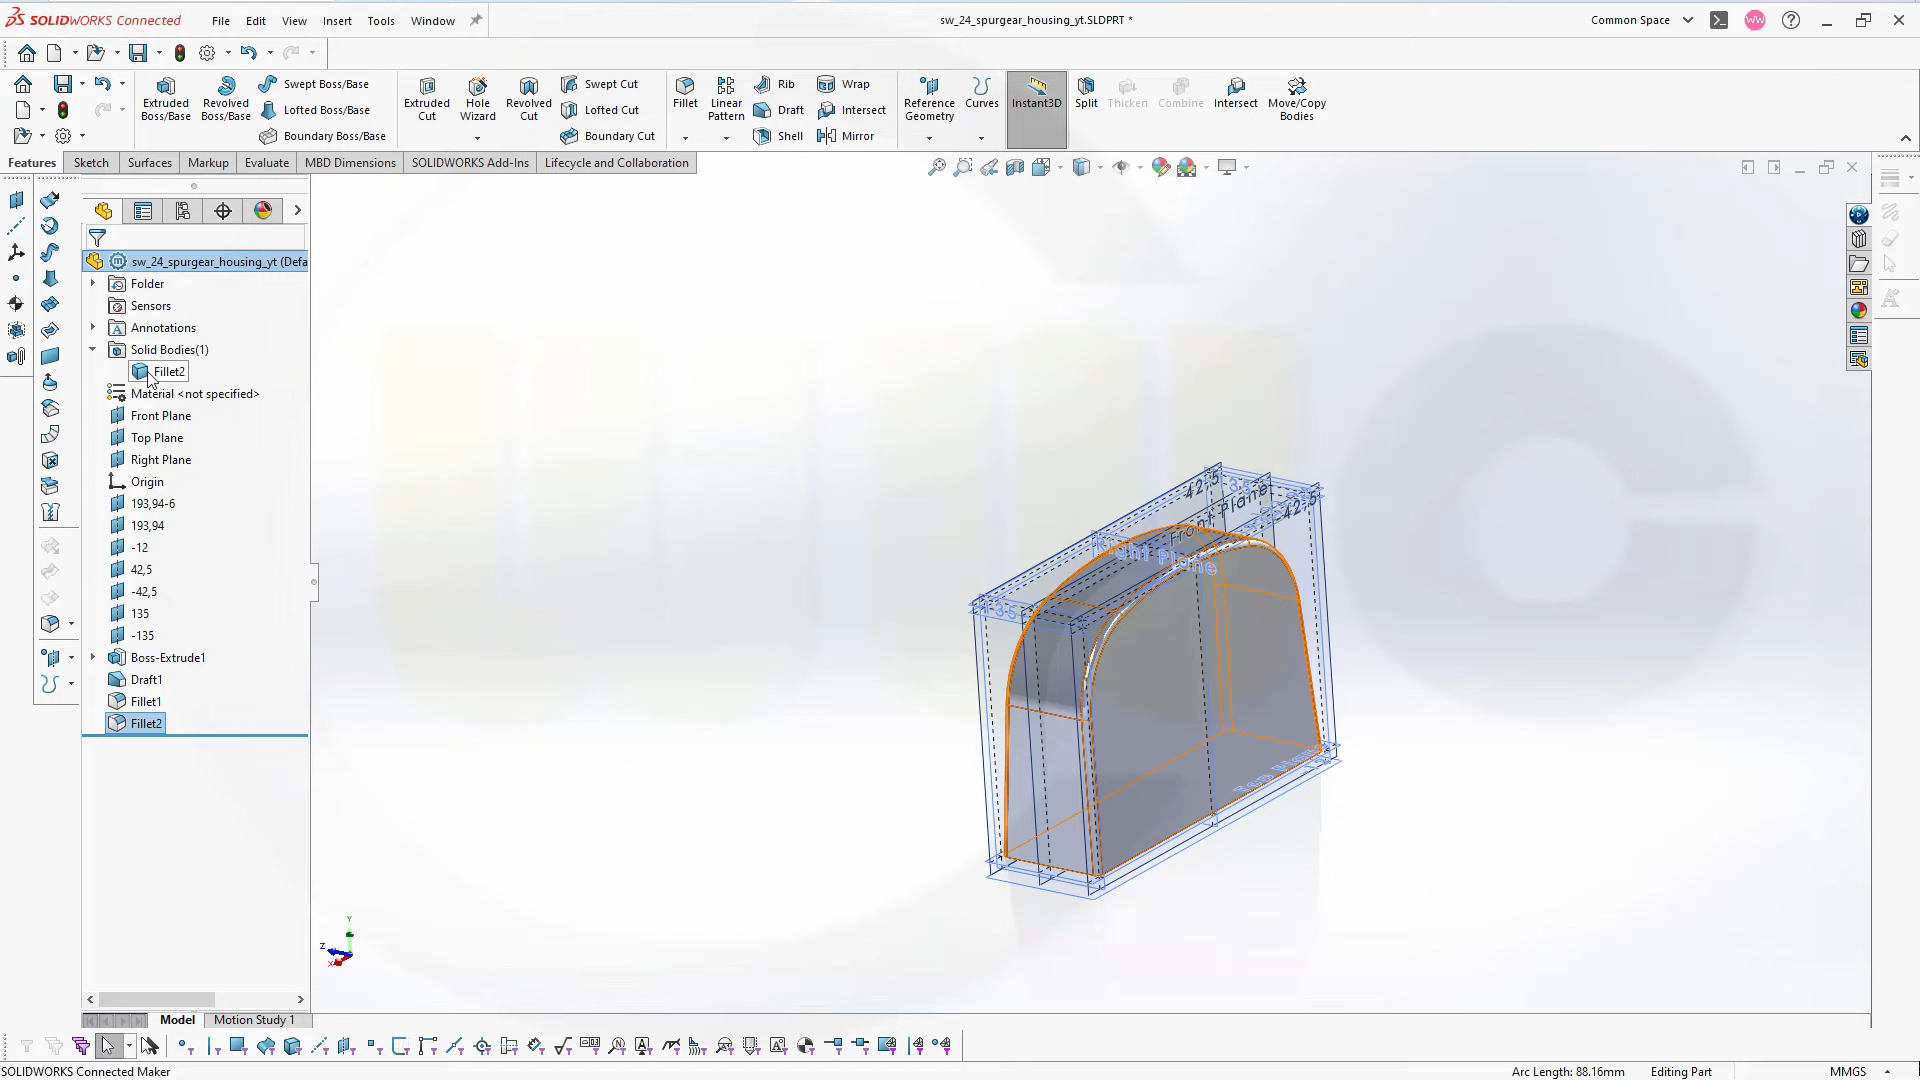 SOLIDWORKS Connected
File
Edit
View
Insert
Tools
Window
sw_24_spurgear_housing_yt.SLDPRT *
Common Space
WW
Extruded Boss/Base
Revolved Boss/Base
Swept Boss/Base
Lofted Boss/Base
Boundary Boss/Base
Extruded Cut
Hole Wizard
Revolved Cut
Swept Cut
Lofted Cut
Boundary Cut
Fillet
Linear Pattern
Rib
Draft
Shell
Wrap
Intersect
Mirror
Reference Geometry
Curves
Instant3D
Split
Thicken
Combine
Intersect
Move/Copy Bodies
Features
Sketch
Surfaces
Markup
Evaluate
MBD Dimensions
SOLIDWORKS Add-Ins
Lifecycle and Collaboration
sw_24_spurgear_housing_yt (Defa
Folder
Sensors
Annotations
Solid Bodies(1)
Fillet2
Material <not specified>
Front Plane
Top Plane
Right Plane
Origin
193,94-6
193,94
-12
42,5
-42,5
135
-135
Boss-Extrude1
Draft1
Fillet1
Fillet2
42,5
Front Plane
-42,5
Right Plane
Top Plane
Y
Z
X
Model
Motion Study 1
SOLIDWORKS Connected Maker
Arc Length: 88.16mm
Editing Part
MMGS